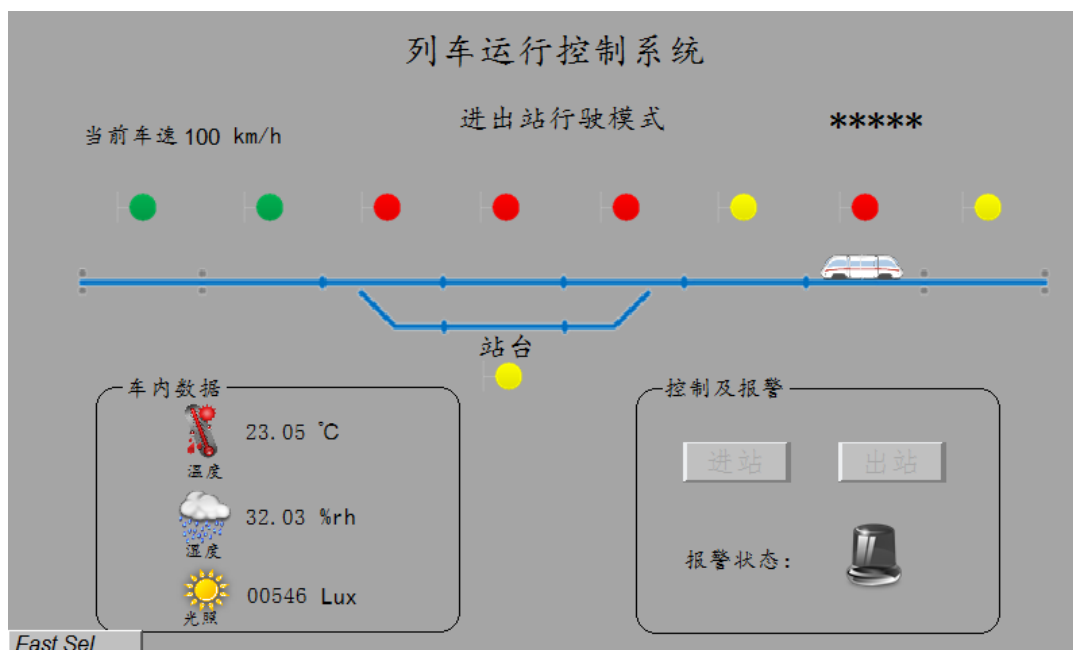 列车运行控制系统
进出站行驶模式
*****
当前车速 100 km/h
站台
车内数据
23.05 ℃
温度
32.03 %rh
湿度
00546 Lux
光照
控制及报警
进站
出站
报警状态:
Fast Sel